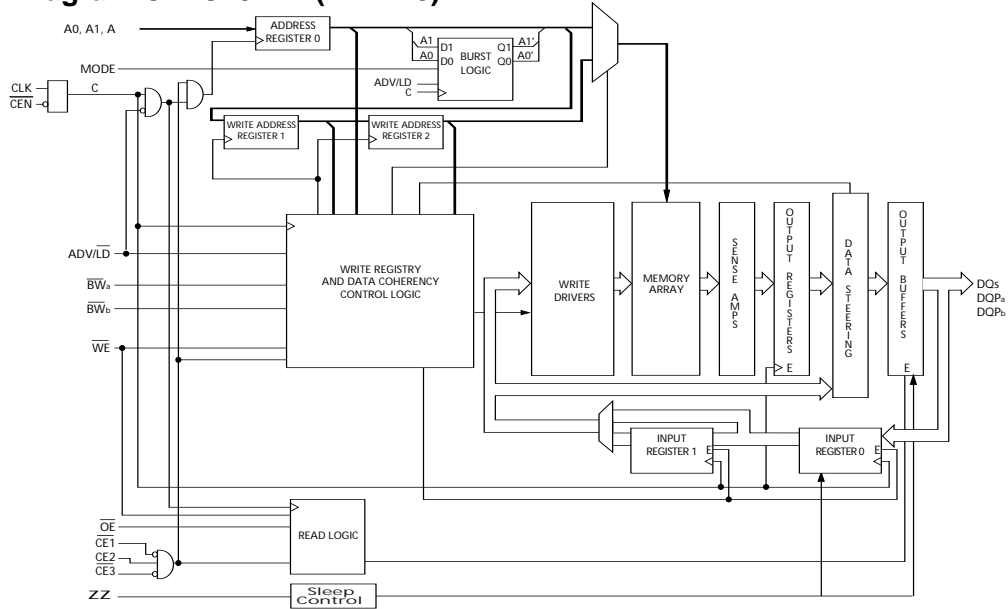 A0, A1, A
ADDRESS
REGISTER 0
A1
A0
D1
D0
BURST
LOGIC
Q1
Q0
A1'
A0'
MODE
ADV/LD
C
CLK
CEN
C
WRITE ADDRESS
REGISTER 1
WRITE ADDRESS
REGISTER 2
ADV/LD
BWa
BWb
WE
WRITE REGISTRY
AND DATA COHERENCY
CONTROL LOGIC
WRITE
DRIVERS
MEMORY
ARRAY
SENSE AMPS
OUTPUT REGISTERS
E
DATA STEERING
OUTPUT BUFFERS
E
DQs
DQPa
DQPb
INPUT
REGISTER 1
E
INPUT
REGISTER 0
E
OE
CE1
CE2
CE3
READ LOGIC
ZZ
Sleep
Control